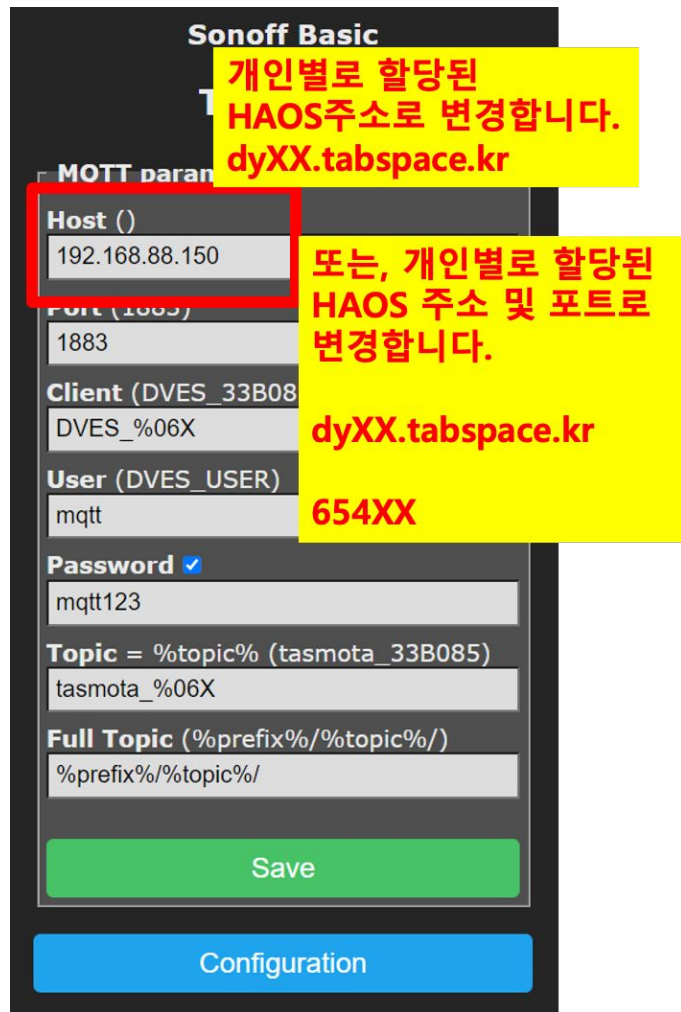 Sonoff Basic
개인별로 할당된
HAOS주소로 변경합니다.
dyXX.tabspace.kr
T
MQTT param
Host ()
192.168.88.150
또는, 개인별로 할당된
HAOS 주소 및 포트로
변경합니다.
dyXX.tabspace.kr
654XX
Port (1883)
1883
Client (DVES_33B08
DVES_%06X
User (DVES_USER)
mqtt
Password
mqtt123
Topic = %topic% (tasmota_33B085)
tasmota_%06X
Full Topic (%prefix%/%topic%/)
%prefix%/%topic%/
Save
Configuration